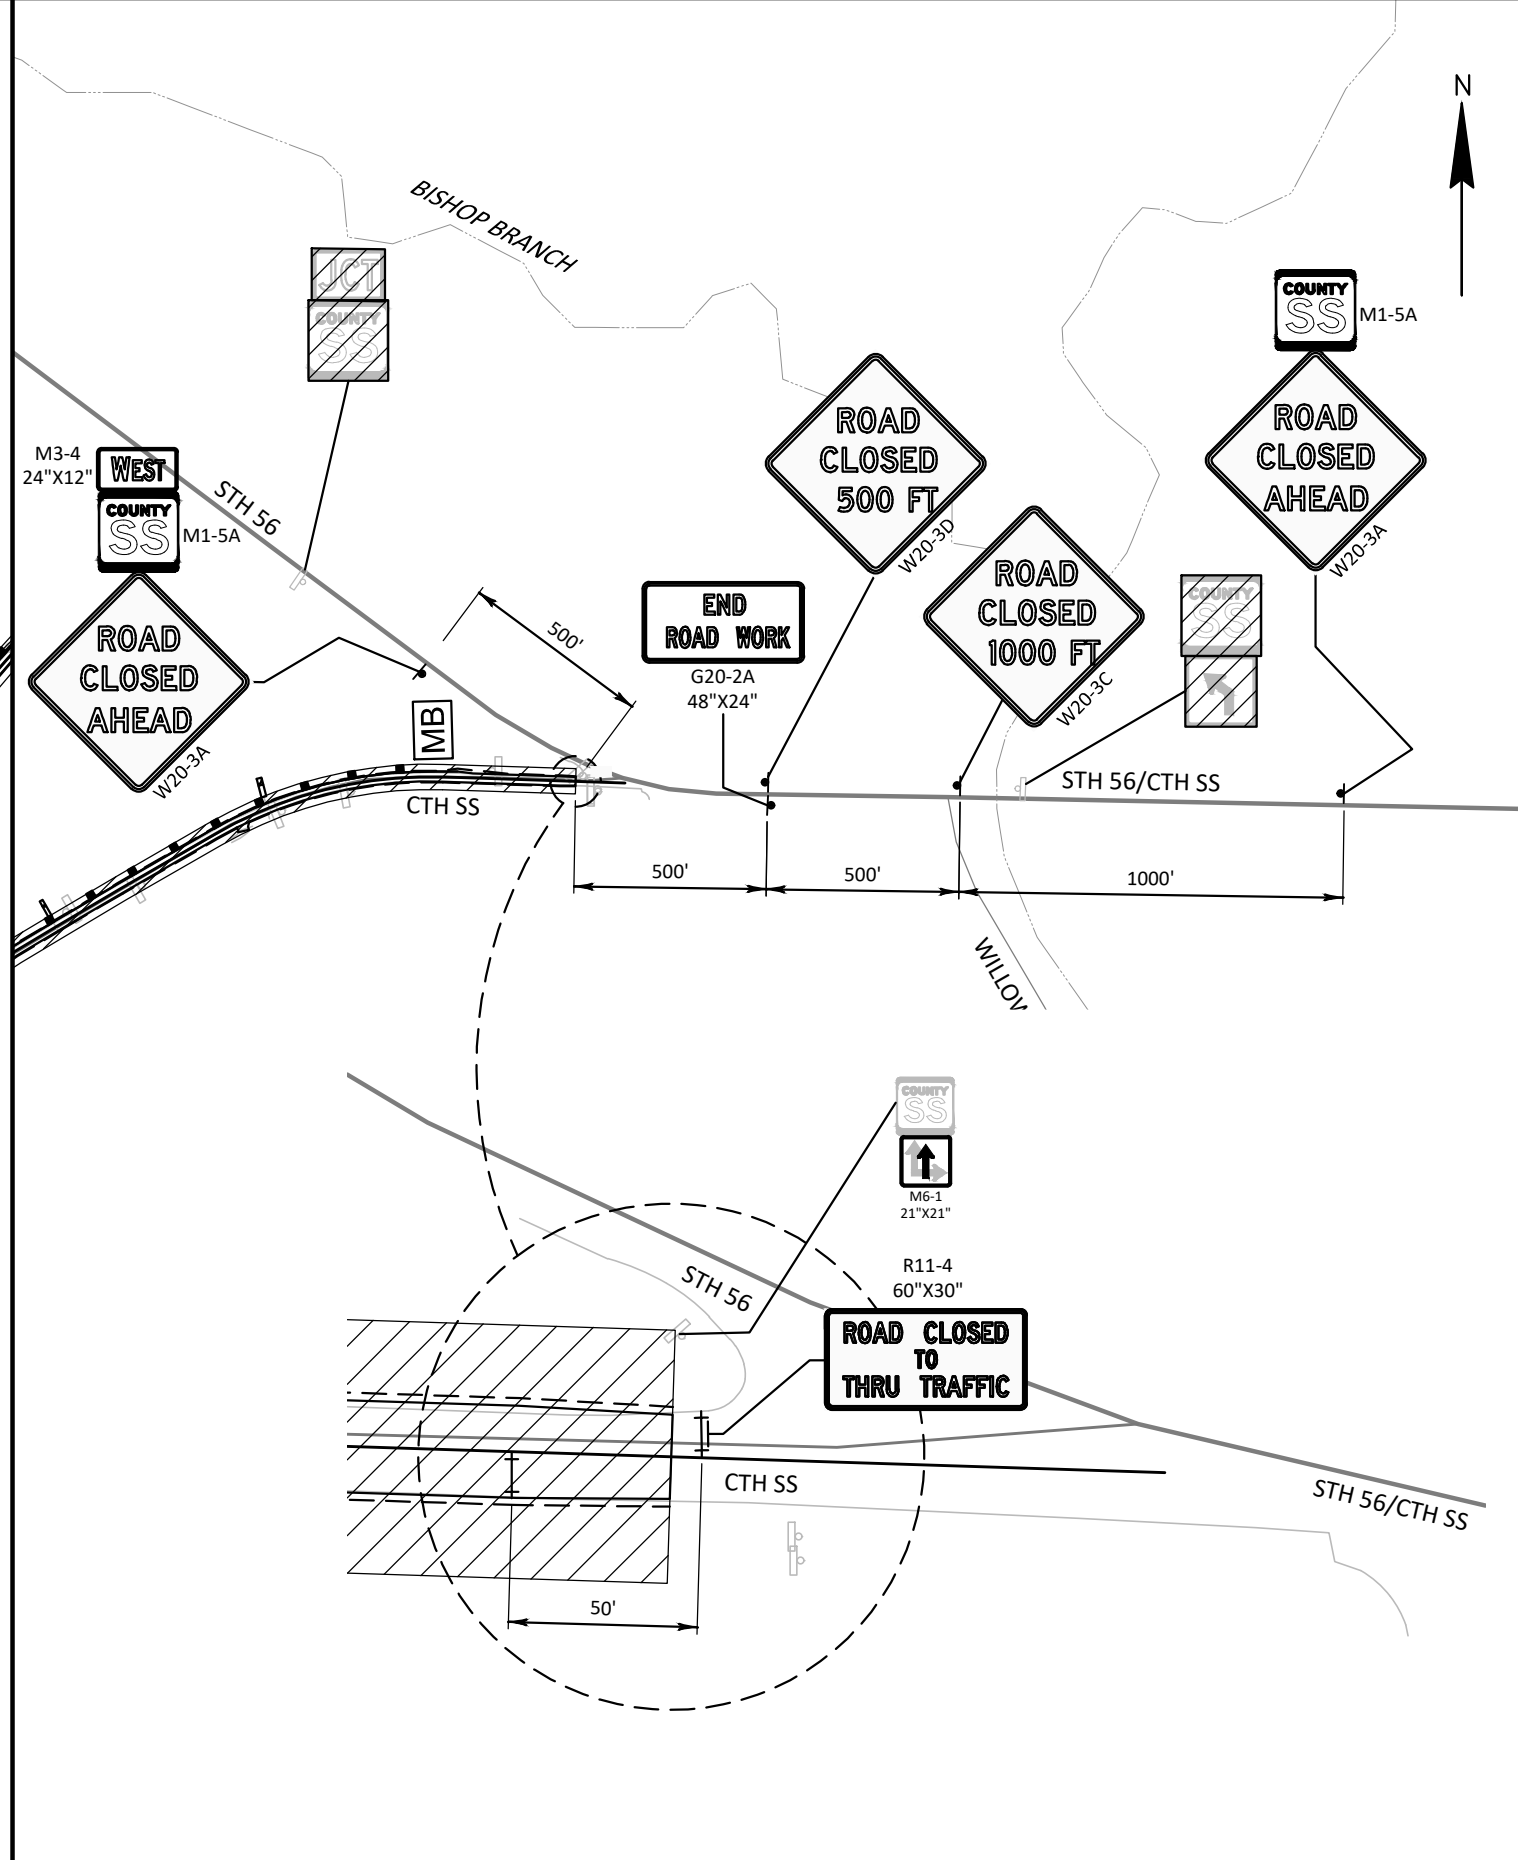 N
BISHOP BRANCH
JCT
COUNTY
SS
COUNTY
SS
M1-5A
ROAD
CLOSED
AHEAD
W20-3A
ROAD
CLOSED
500 FT
W20-3D
M3-4
24"X12"
WEST
COUNTY
SS
M1-5A
STH 56
ROAD
CLOSED
AHEAD
W20-3A
500'
END
ROAD WORK
G20-2A
48"X24"
ROAD
CLOSED
1000 FT
W20-3C
COUNTY
SS
MB
CTH SS
STH 56/CTH SS
500'
500'
1000'
COUNTY
SS
M6-1
21"X21"
STH 56
R11-4
60"X30"
ROAD CLOSED
TO
THRU TRAFFIC
CTH SS
STH 56/CTH SS
50'